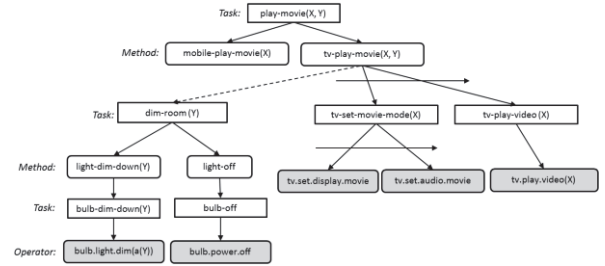 Task: play-movie(X, Y)
Method: mobile-play-movie(X) tv-play-movie(X, Y)
Task: dim-room (Y) tv-set-movie-mode(X) tv-play-video (X)
Method: light-dim-down(Y) light-off tv.set.display.movie tv.set.audio.movie tv.play.video(X)
Task: bulb-dim-down(Y) bulb-off
Operator: bulb.light.dim(a(Y)) bulb.power.off